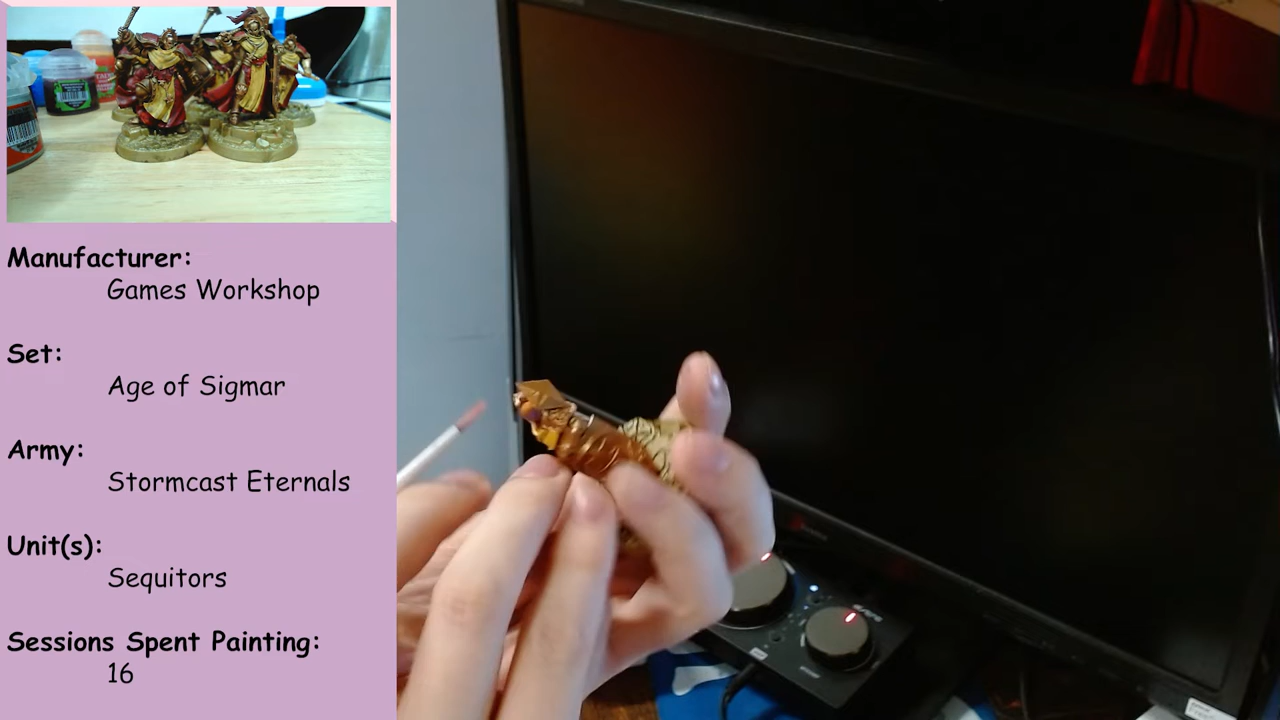 Manufacturer:
Games Workshop
Set:
Age of Sigmar
Army:
Stormcast Eternals
Unit(s):
Sequitors
Sessions Spent Painting:
16